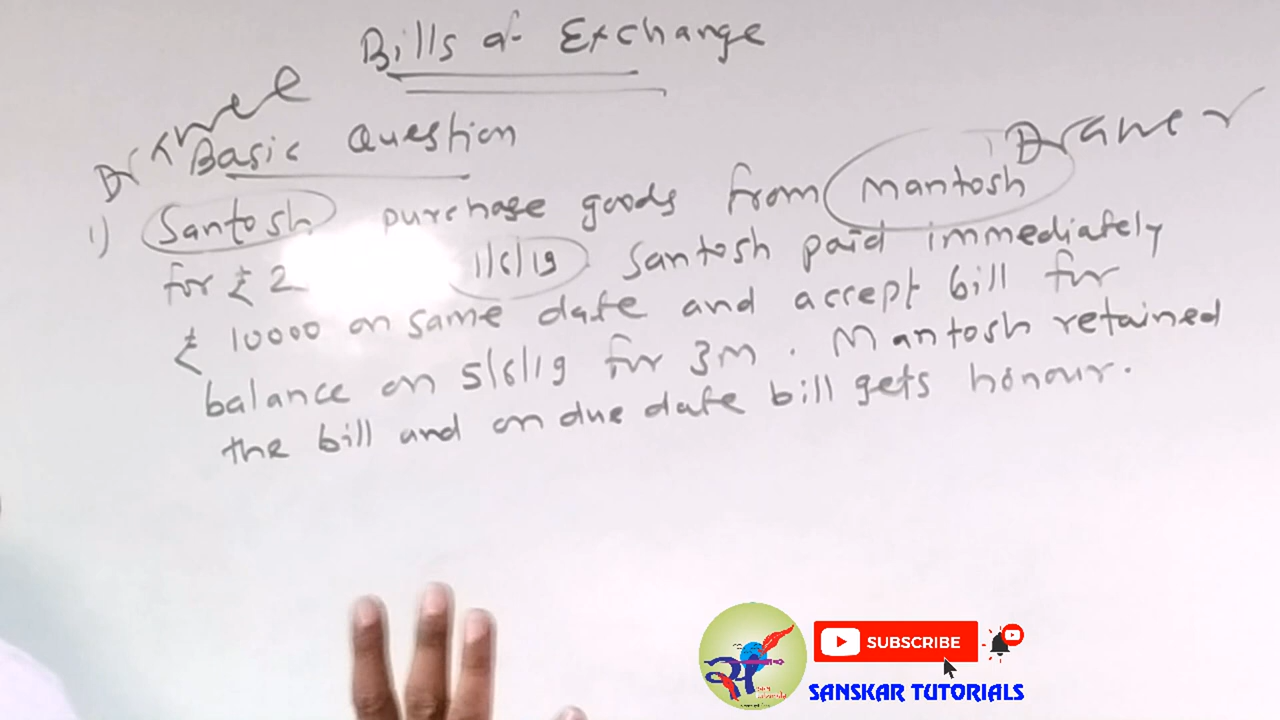 Bills of Exchange
Drawee
Basic Question
Drawer
1) Santosh purchase goods from Mantosh
for ₹ 2 1/6/19 Santosh paid immediately
₹ 10000 on same date and accept bill for
balance on 5/6/19 for 3M. Mantosh retained
the bill and on due date bill gets honour.
SUBSCRIBE
SANSKAR TUTORIALS